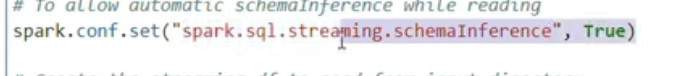 # To allow automatic schemaInference while reading
spark.conf.set("spark.sql.streaming.schemaInference", True)